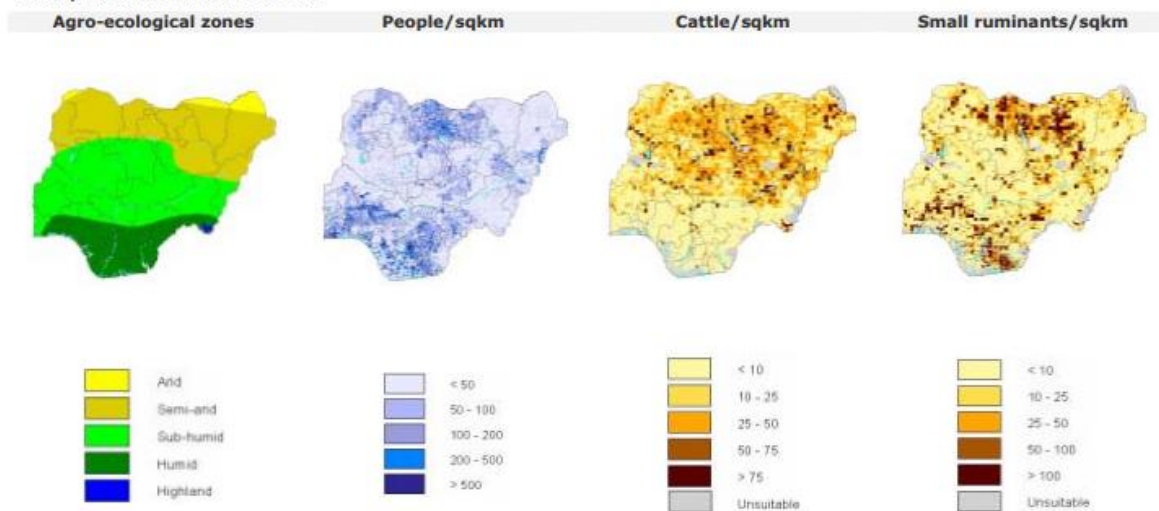 Agro-ecological zones People/sqkm Cattle/sqkm Small ruminants/sqkm
Arid
Semi-arid
Sub-humid
Humid
Highland
< 50
50 - 100
100 - 200
200 - 500
> 500
< 10
10 - 25
25 - 50
50 - 75
> 75
Unsuitable
< 10
10 - 25
25 - 50
50 - 100
> 100
Unsuitable